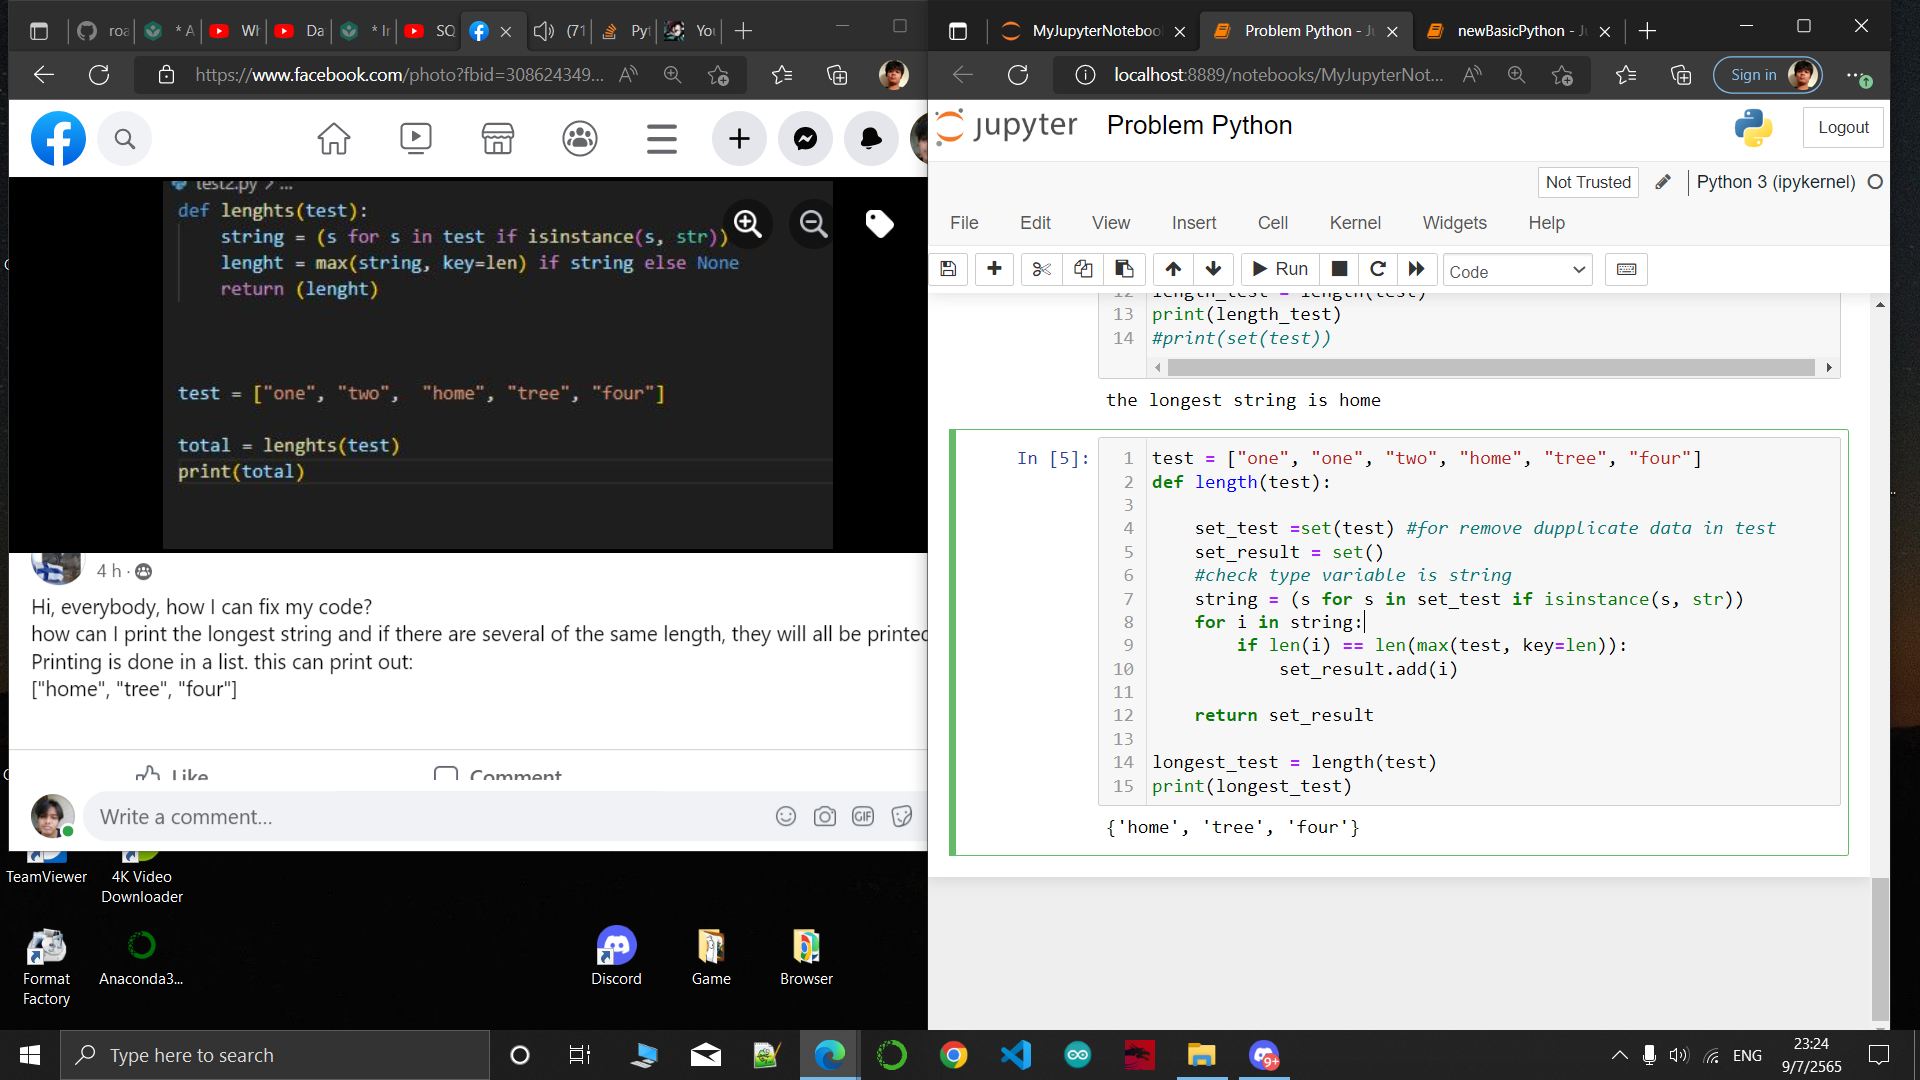 roa
* A
Wh
Da
* Ir
SQ
(71
Pyt
You
https://www.facebook.com/photo?fbid=308624349...
test2.py > ...
def lenghts(test):
string = (s for s in test if isinstance(s, str))
lenght = max(string, key=len) if string else None
return (lenght)
test = ["one", "two",  "home", "tree", "four"]
total = lenghts(test)
print(total)
4 h ·
Hi, everybody, how I can fix my code?
how can I print the longest string and if there are several of the same length, they will all be printed
Printing is done in a list. this can print out:
["home", "tree", "four"]
Like
Comment
Write a comment...
GIF
TeamViewer
4K Video
Downloader
Format
Factory
Anaconda3...
Discord
Game
Browser
MyJupyterNoteboo
Problem Python - Ju
newBasicPython - Ju
localhost:8889/notebooks/MyJupyterNot...
Sign in
jupyter
Problem Python
Logout
Not Trusted
Python 3 (ipykernel)
File
Edit
View
Insert
Cell
Kernel
Widgets
Help
Run
Code
12 length_test = length(test)
13 print(length_test)
14 #print(set(test))
the longest string is home
In [5]:
1 test = ["one", "one", "two", "home", "tree", "four"]
2 def length(test):
3
4 set_test =set(test) #for remove dupplicate data in test
5 set_result = set()
6 #check type variable is string
7 string = (s for s in set_test if isinstance(s, str))
8 for i in string:
9 if len(i) == len(max(test, key=len)):
10 set_result.add(i)
11
12 return set_result
13
14 longest_test = length(test)
15 print(longest_test)
{'home', 'tree', 'four'}
Type here to search
9+
ENG
23:24
9/7/2565